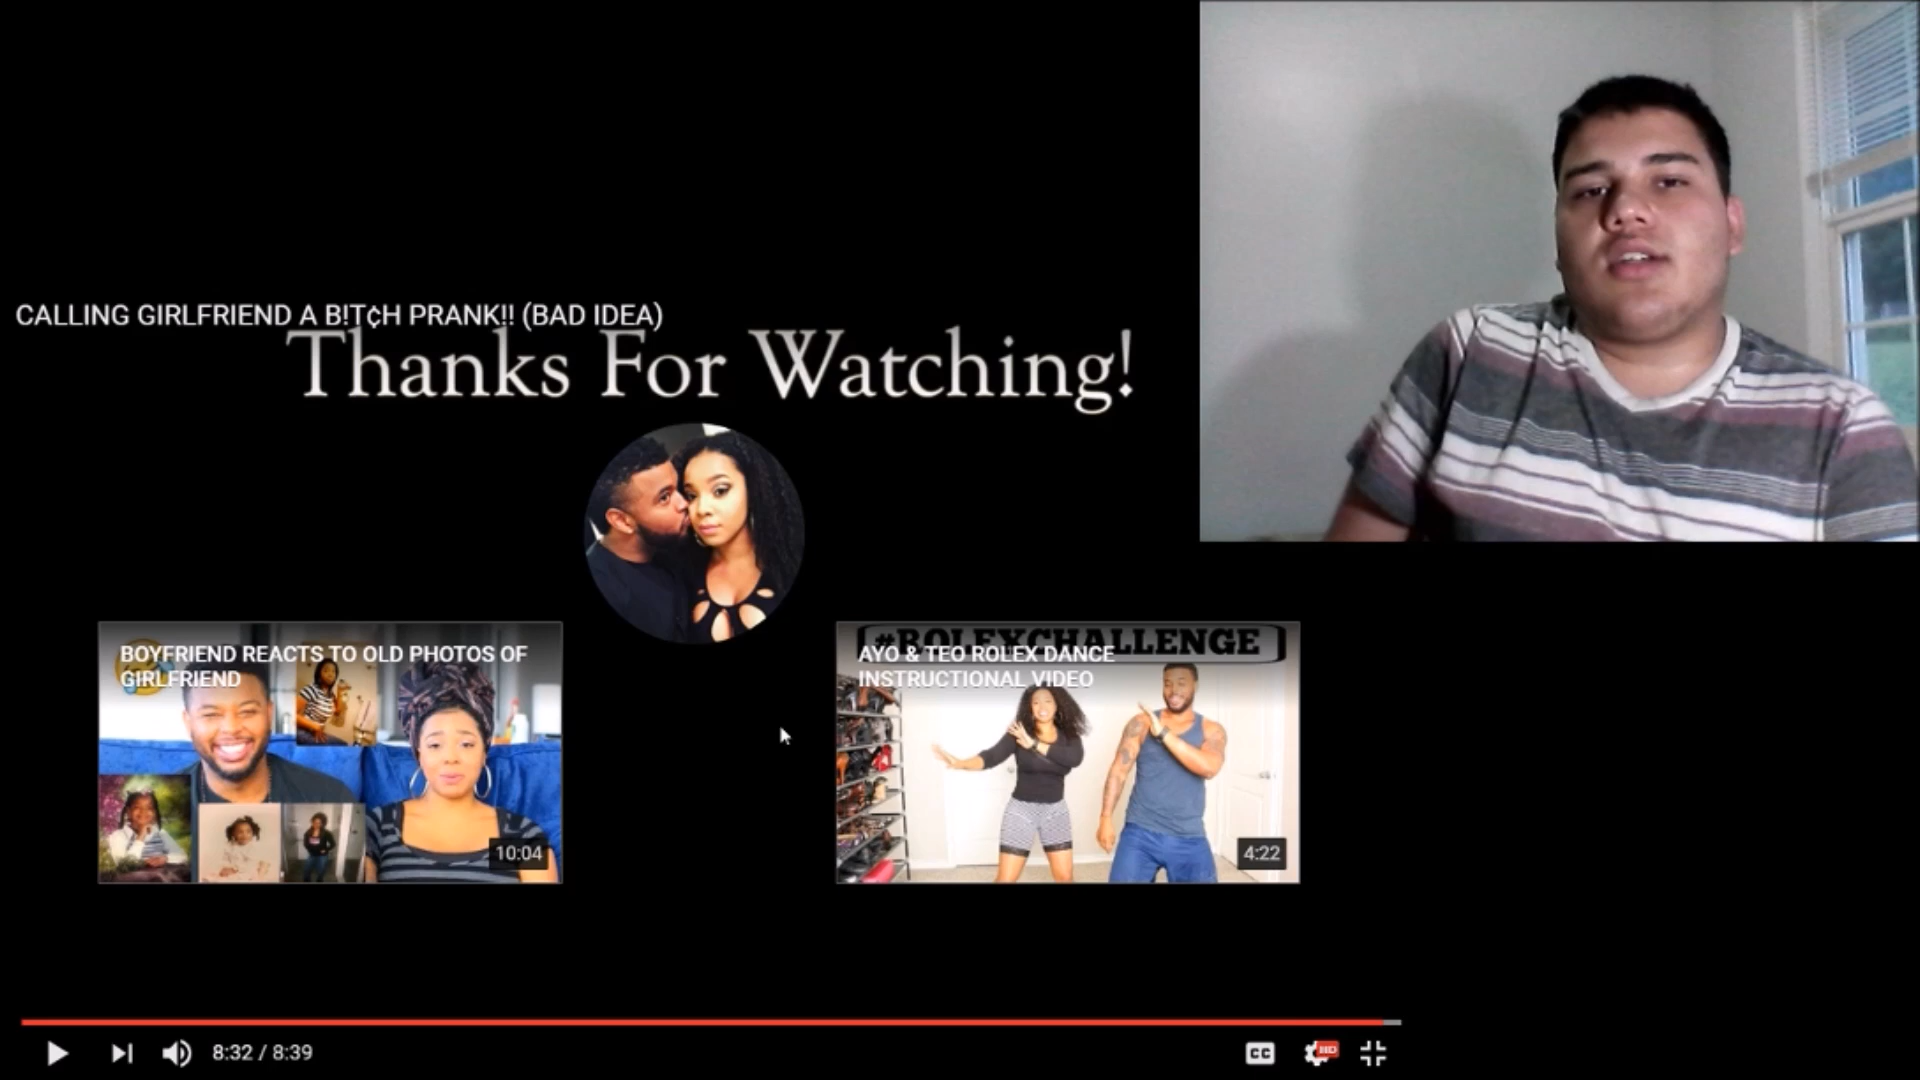 CALLING GIRLFRIEND A B!T¢H PRANK!! (BAD IDEA)
Thanks For Watching!
BOYFRIEND REACTS TO OLD PHOTOS OF
GIRLFRIEND
10:04
#ROLEXCHALLENGE
AYO & TEO ROLEX DANCE
INSTRUCTIONAL VIDEO
4:22
8:32 / 8:39
CC
HD